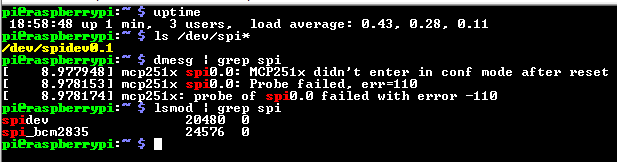 pi@raspberrypi:~ $ uptime
 18:58:48 up 1 min,  3 users,  load average: 0.43, 0.28, 0.11
pi@raspberrypi:~ $ ls /dev/spi*
/dev/spidev0.1
pi@raspberrypi:~ $ dmesg | grep spi
[    8.977948] mcp251x spi0.0: MCP251x didn't enter in conf mode after reset
[    8.978153] mcp251x spi0.0: Probe failed, err=110
[    8.978174] mcp251x: probe of spi0.0 failed with error -110
pi@raspberrypi:~ $ lsmod | grep spi
spidev                 20480  0
spi_bcm2835            24576  0
pi@raspberrypi:~ $